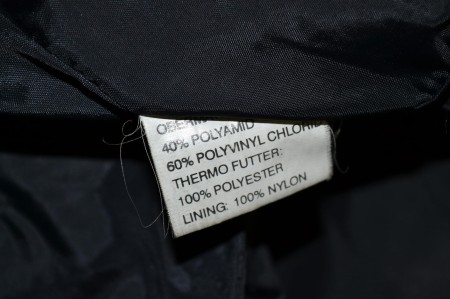 40% POLYAMID
60% POLYVINYL CHLORI
THERMO FUTTER:
100% POLYESTER
LINING: 100% NYLON